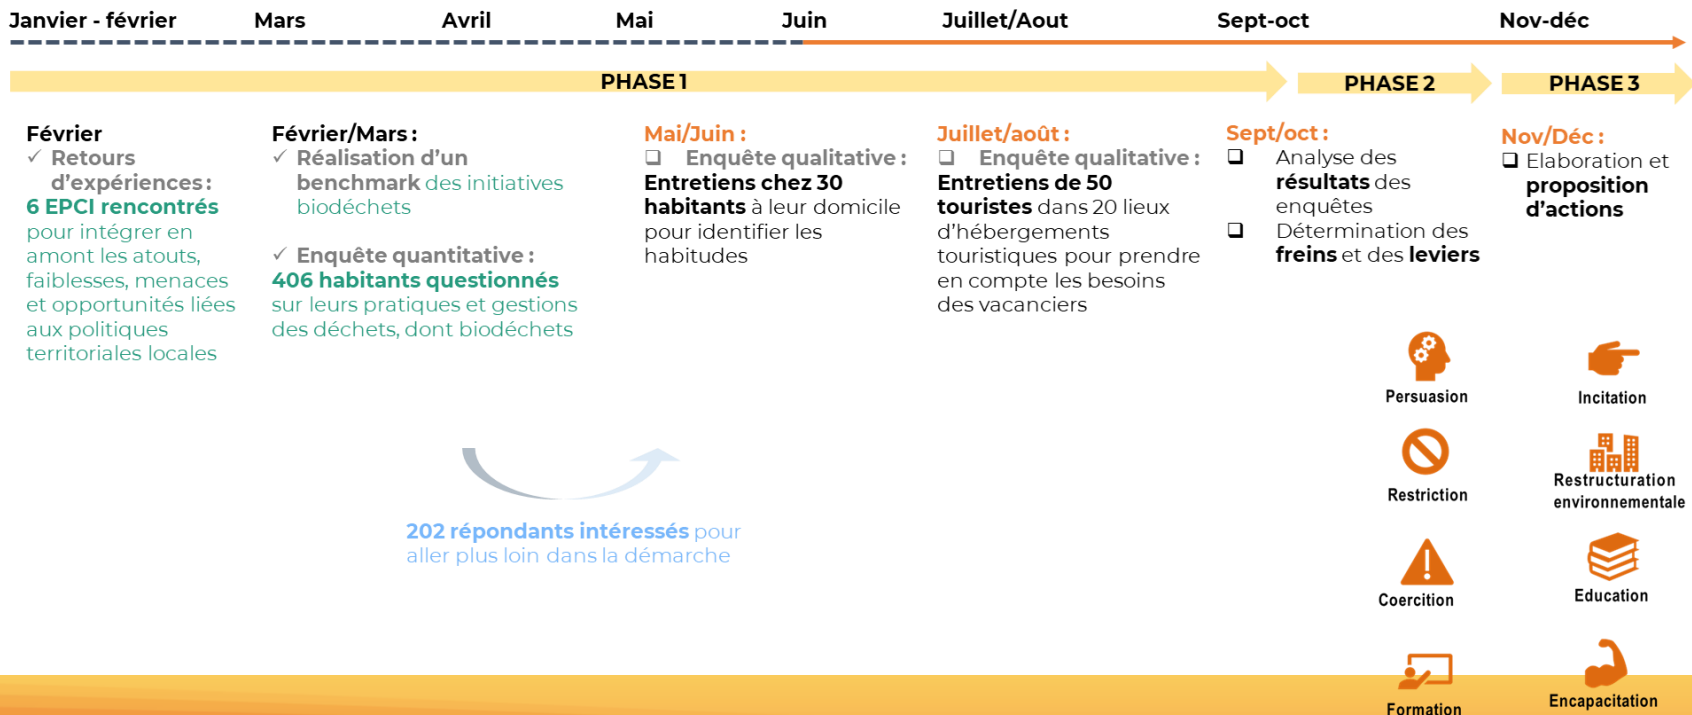 Janvier - février
Mars
Avril
Mai
Juin
Juillet/Aout
Sept-oct
Nov-déc
PHASE 1
PHASE 2
PHASE 3
Février
✓ Retours
d’expériences :
6 EPCI rencontrés
pour intégrer en
amont les atouts,
faiblesses, menaces
et opportunités liées
aux politiques
territoriales locales
Février/Mars :
✓ Réalisation d’un
benchmark des initiatives
biodéchets
✓ Enquête quantitative :
406 habitants questionnés
sur leurs pratiques et gestions
des déchets, dont biodéchets
202 répondants intéressés pour
aller plus loin dans la démarche
Mai/Juin :
❑ Enquête qualitative :
Entretiens chez 30
habitants à leur domicile
pour identifier les
habitudes
Juillet/août :
❑ Enquête qualitative :
Entretiens de 50
touristes dans 20 lieux
d’hébergements
touristiques pour prendre
en compte les besoins
des vacanciers
Sept/oct :
❑ Analyse des
résultats des
enquêtes
❑ Détermination des
freins et des leviers
Nov/Déc :
❑ Elaboration et
proposition
d’actions
Persuasion
Incitation
Restriction
Restructuration
environnementale
Coercition
Education
Formation
Encapacitation